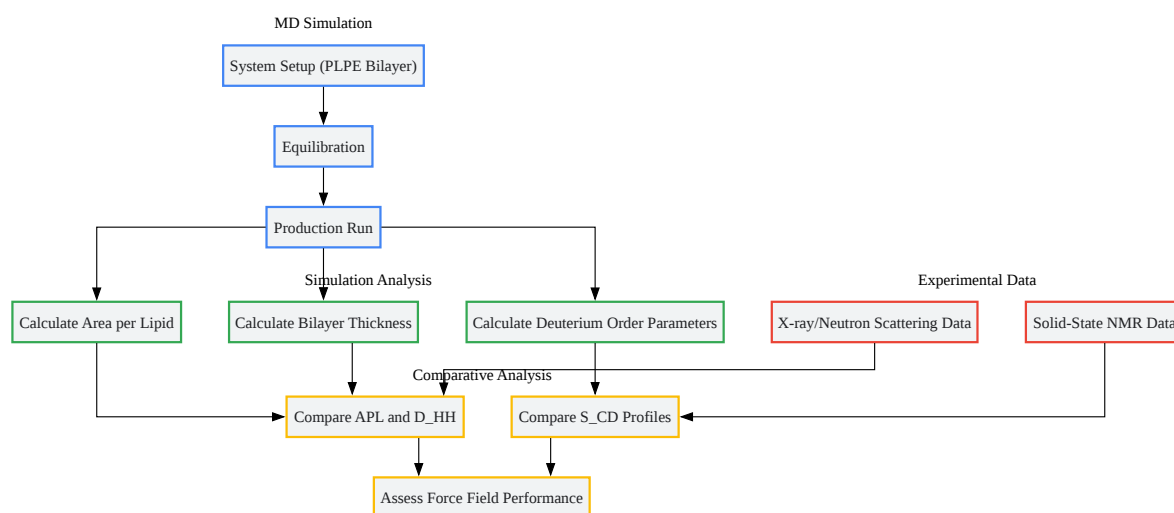 MD Simulation
System Setup (PLPE Bilayer)
Equilibration
Production Run
Simulation Analysis
Experimental Data
Calculate Area per Lipid
Calculate Bilayer Thickness
Calculate Deuterium Order Parameters
X-ray/Neutron Scattering Data
Solid-State NMR Data
Comparative Analysis
Compare APL and D_HH
Compare S_CD Profiles
Assess Force Field Performance